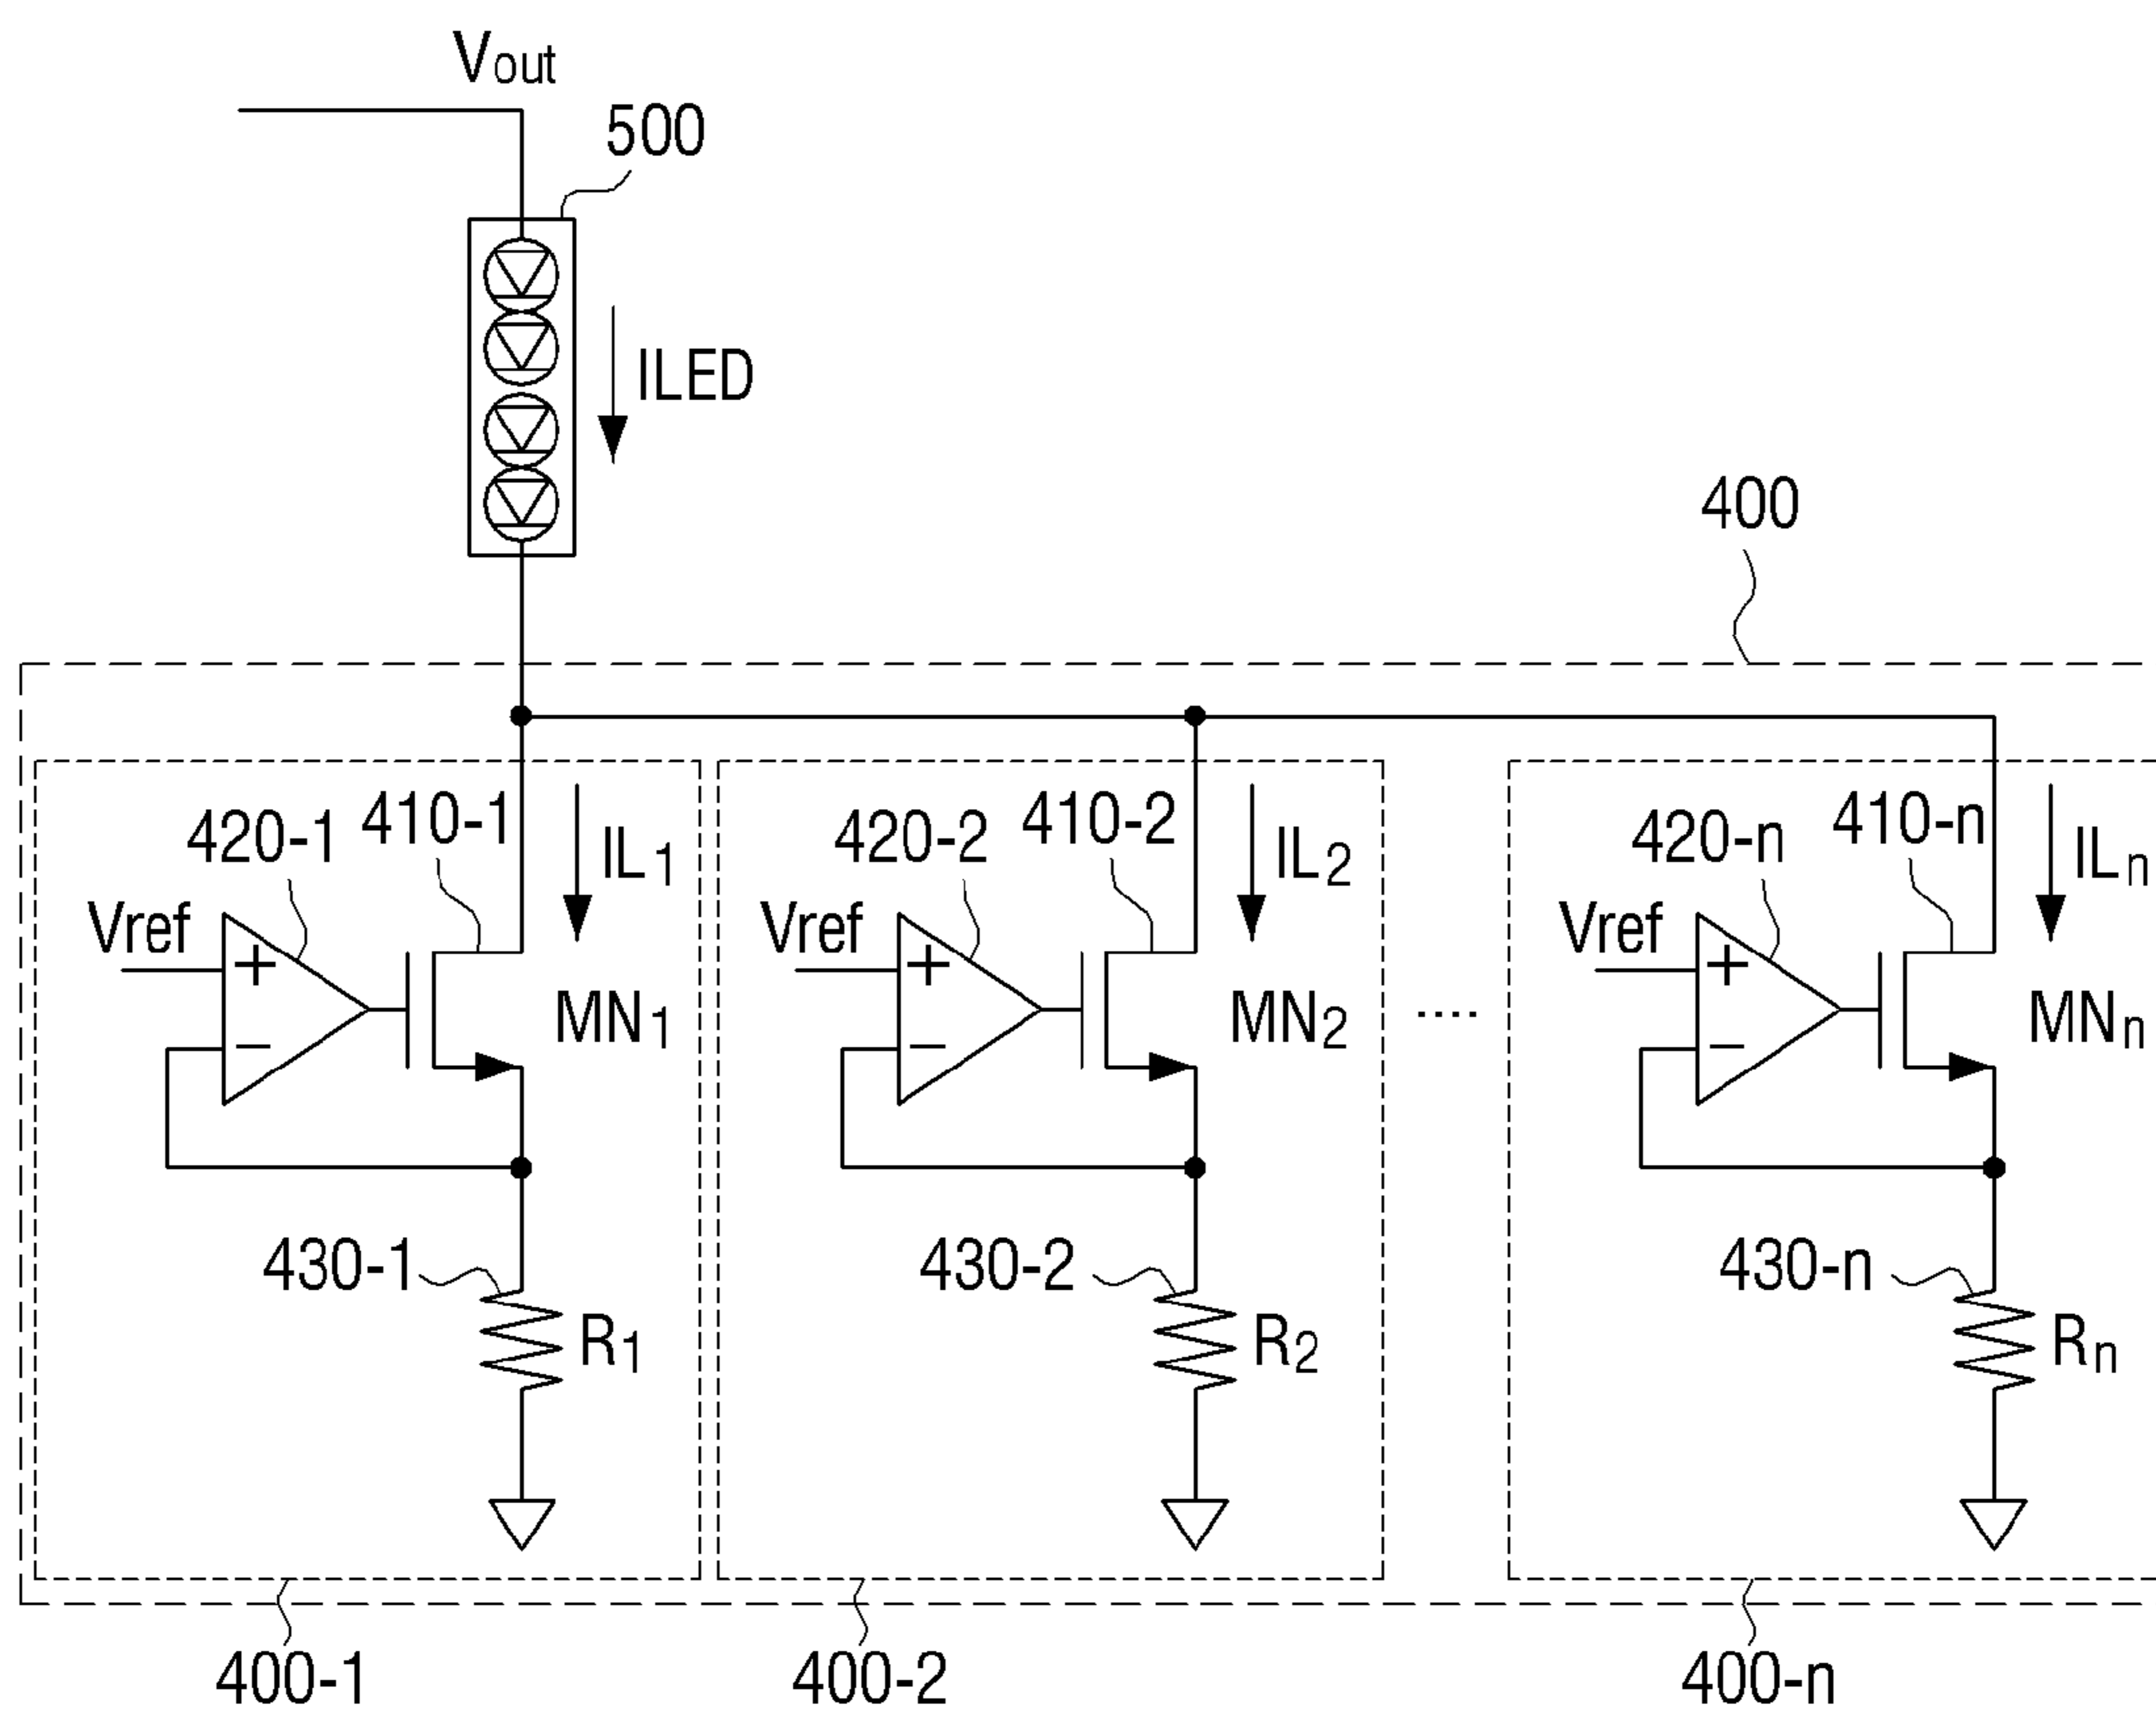 Vout
500
ILED
400
420-1 410-1 IL1
Vref
+
−
MN1
430-1
R1
400-1
420-2 410-2 IL2
Vref
+
−
MN2
430-2
R2
400-2
....
420-n 410-n ILn
Vref
+
−
MNn
430-n
Rn
400-n